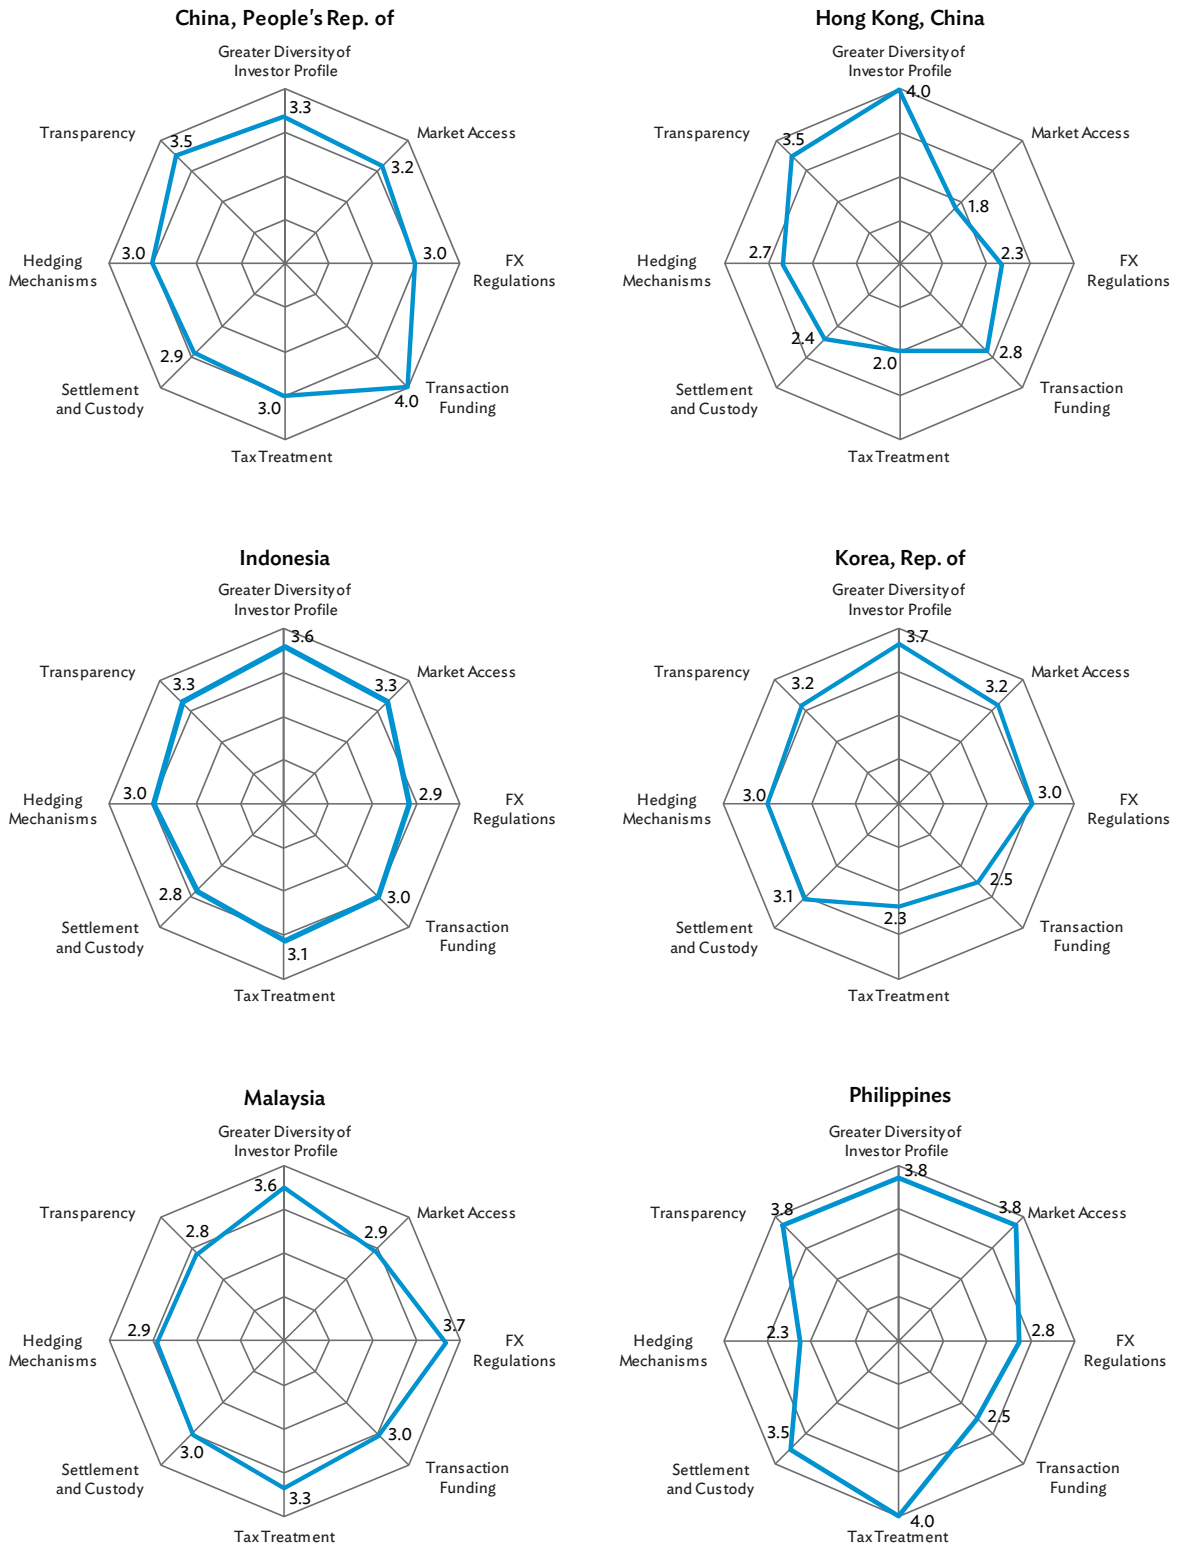 China, People's Rep. of
Greater Diversity of
Investor Profile
3.3
Transparency
3.5
Market Access
3.2
Hedging
Mechanisms
3.0
3.0
FX
Regulations
2.9
Settlement
and Custody
3.0
4.0
Transaction
Funding
Tax Treatment
Hong Kong, China
Greater Diversity of
Investor Profile
4.0
Transparency
3.5
Market Access
1.8
Hedging
Mechanisms
2.7
2.3
FX
Regulations
2.4
2.0
2.8
Settlement
and Custody
Transaction
Funding
Tax Treatment
Indonesia
Greater Diversity of
Investor Profile
3.6
Transparency
3.3
3.3
Market Access
Hedging
Mechanisms
3.0
2.9
FX
Regulations
2.8
3.0
Settlement
and Custody
Transaction
Funding
3.1
Tax Treatment
Korea, Rep. of
Greater Diversity of
Investor Profile
3.7
Transparency
3.2
3.2
Market Access
Hedging
Mechanisms
3.0
3.0
FX
Regulations
3.1
2.3
2.5
Settlement
and Custody
Transaction
Funding
Tax Treatment
Malaysia
Greater Diversity of
Investor Profile
3.6
Transparency
2.8
2.9
Market Access
Hedging
Mechanisms
2.9
3.7
FX
Regulations
3.0
3.0
Settlement
and Custody
Transaction
Funding
3.3
Tax Treatment
Philippines
Greater Diversity of
Investor Profile
3.8
Transparency
3.8
3.8
Market Access
Hedging
Mechanisms
2.3
2.8
FX
Regulations
3.5
2.5
Settlement
and Custody
Transaction
Funding
4.0
Tax Treatment